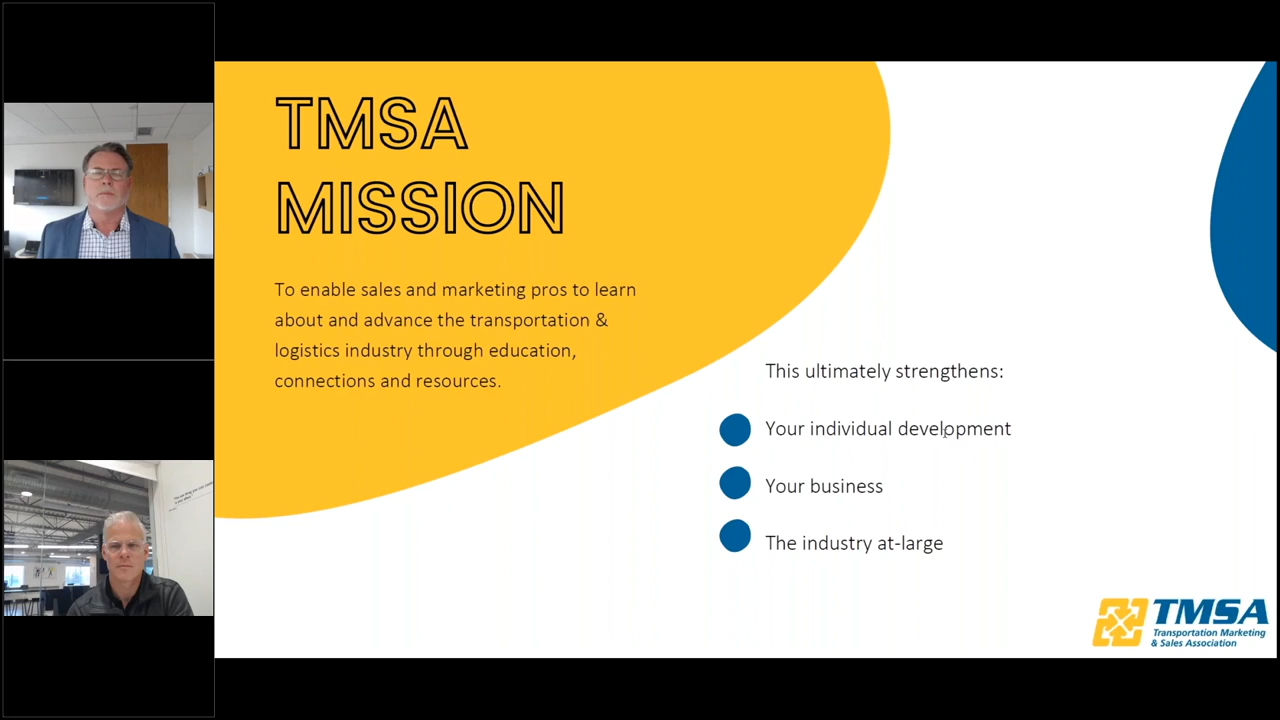 TMSA
MISSION
To enable sales and marketing pros to learn
about and advance the transportation &
logistics industry through education,
connections and resources.
This ultimately strengthens:
Your individual development
Your business
The industry at-large
TMSA
Transportation Marketing
& Sales Association